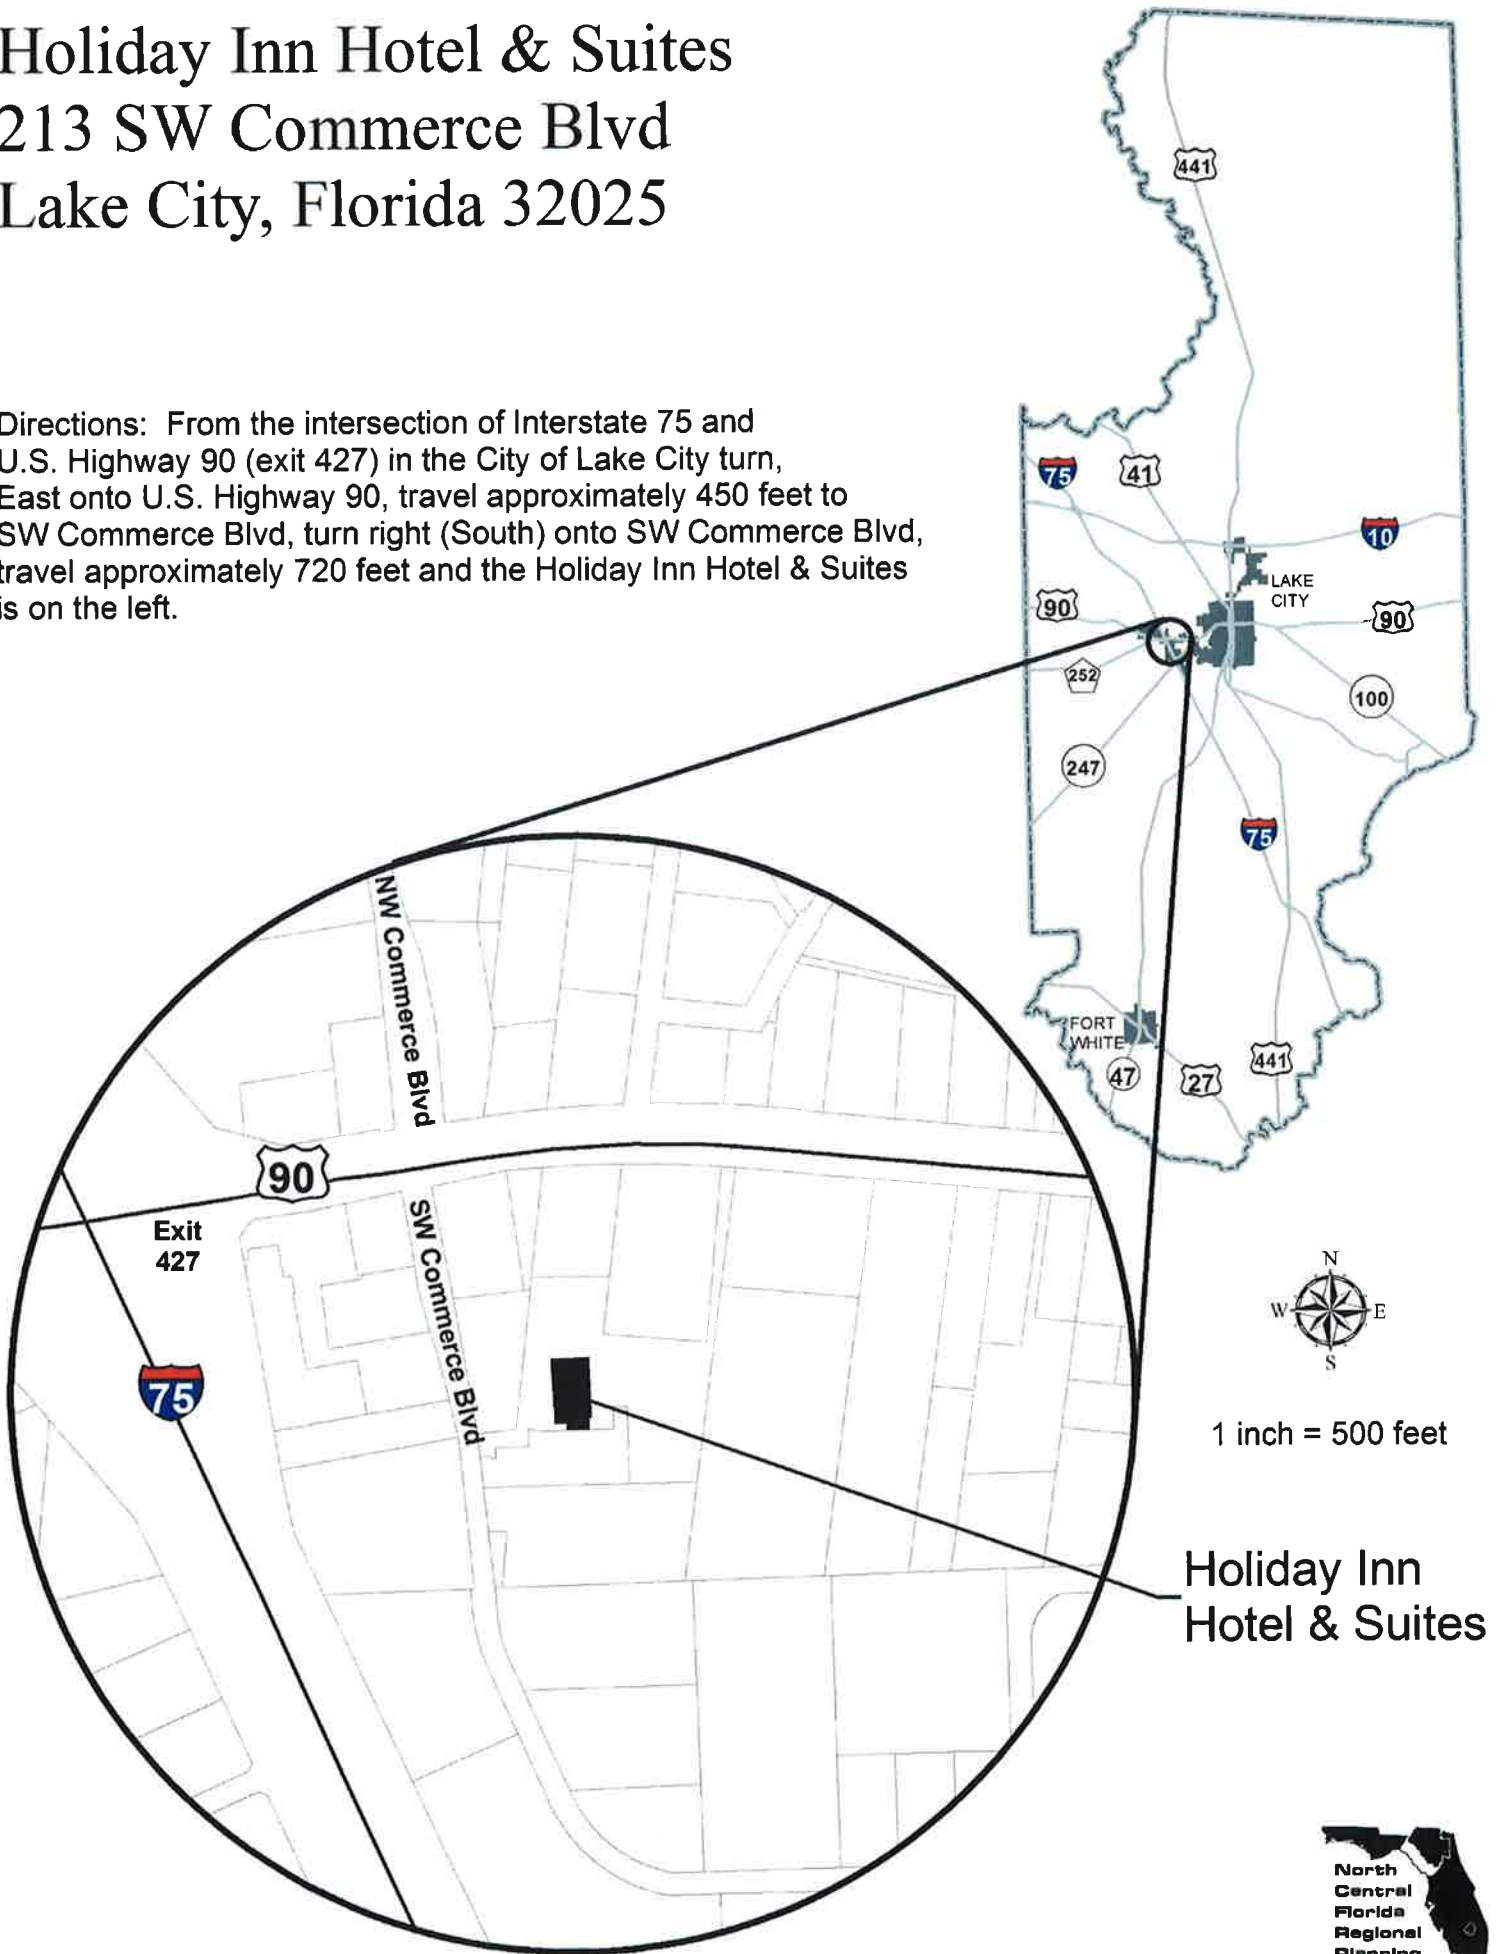 Holiday Inn Hotel & Suites
213 SW Commerce Blvd
Lake City, Florida 32025
Directions: From the intersection of Interstate 75 and
U.S. Highway 90 (exit 427) in the City of Lake City turn,
East onto U.S. Highway 90, travel approximately 450 feet to
SW Commerce Blvd, turn right (South) onto SW Commerce Blvd,
travel approximately 720 feet and the Holiday Inn Hotel & Suites
is on the left.
441
75
41
10
LAKE
CITY
90
90
252
100
247
75
FORT
WHITE
47
27
441
NW Commerce Blvd
90
Exit
427
SW Commerce Blvd
75
N
W
E
S
1 inch = 500 feet
Holiday Inn
Hotel & Suites
North
Central
Florida
Regional
Planning